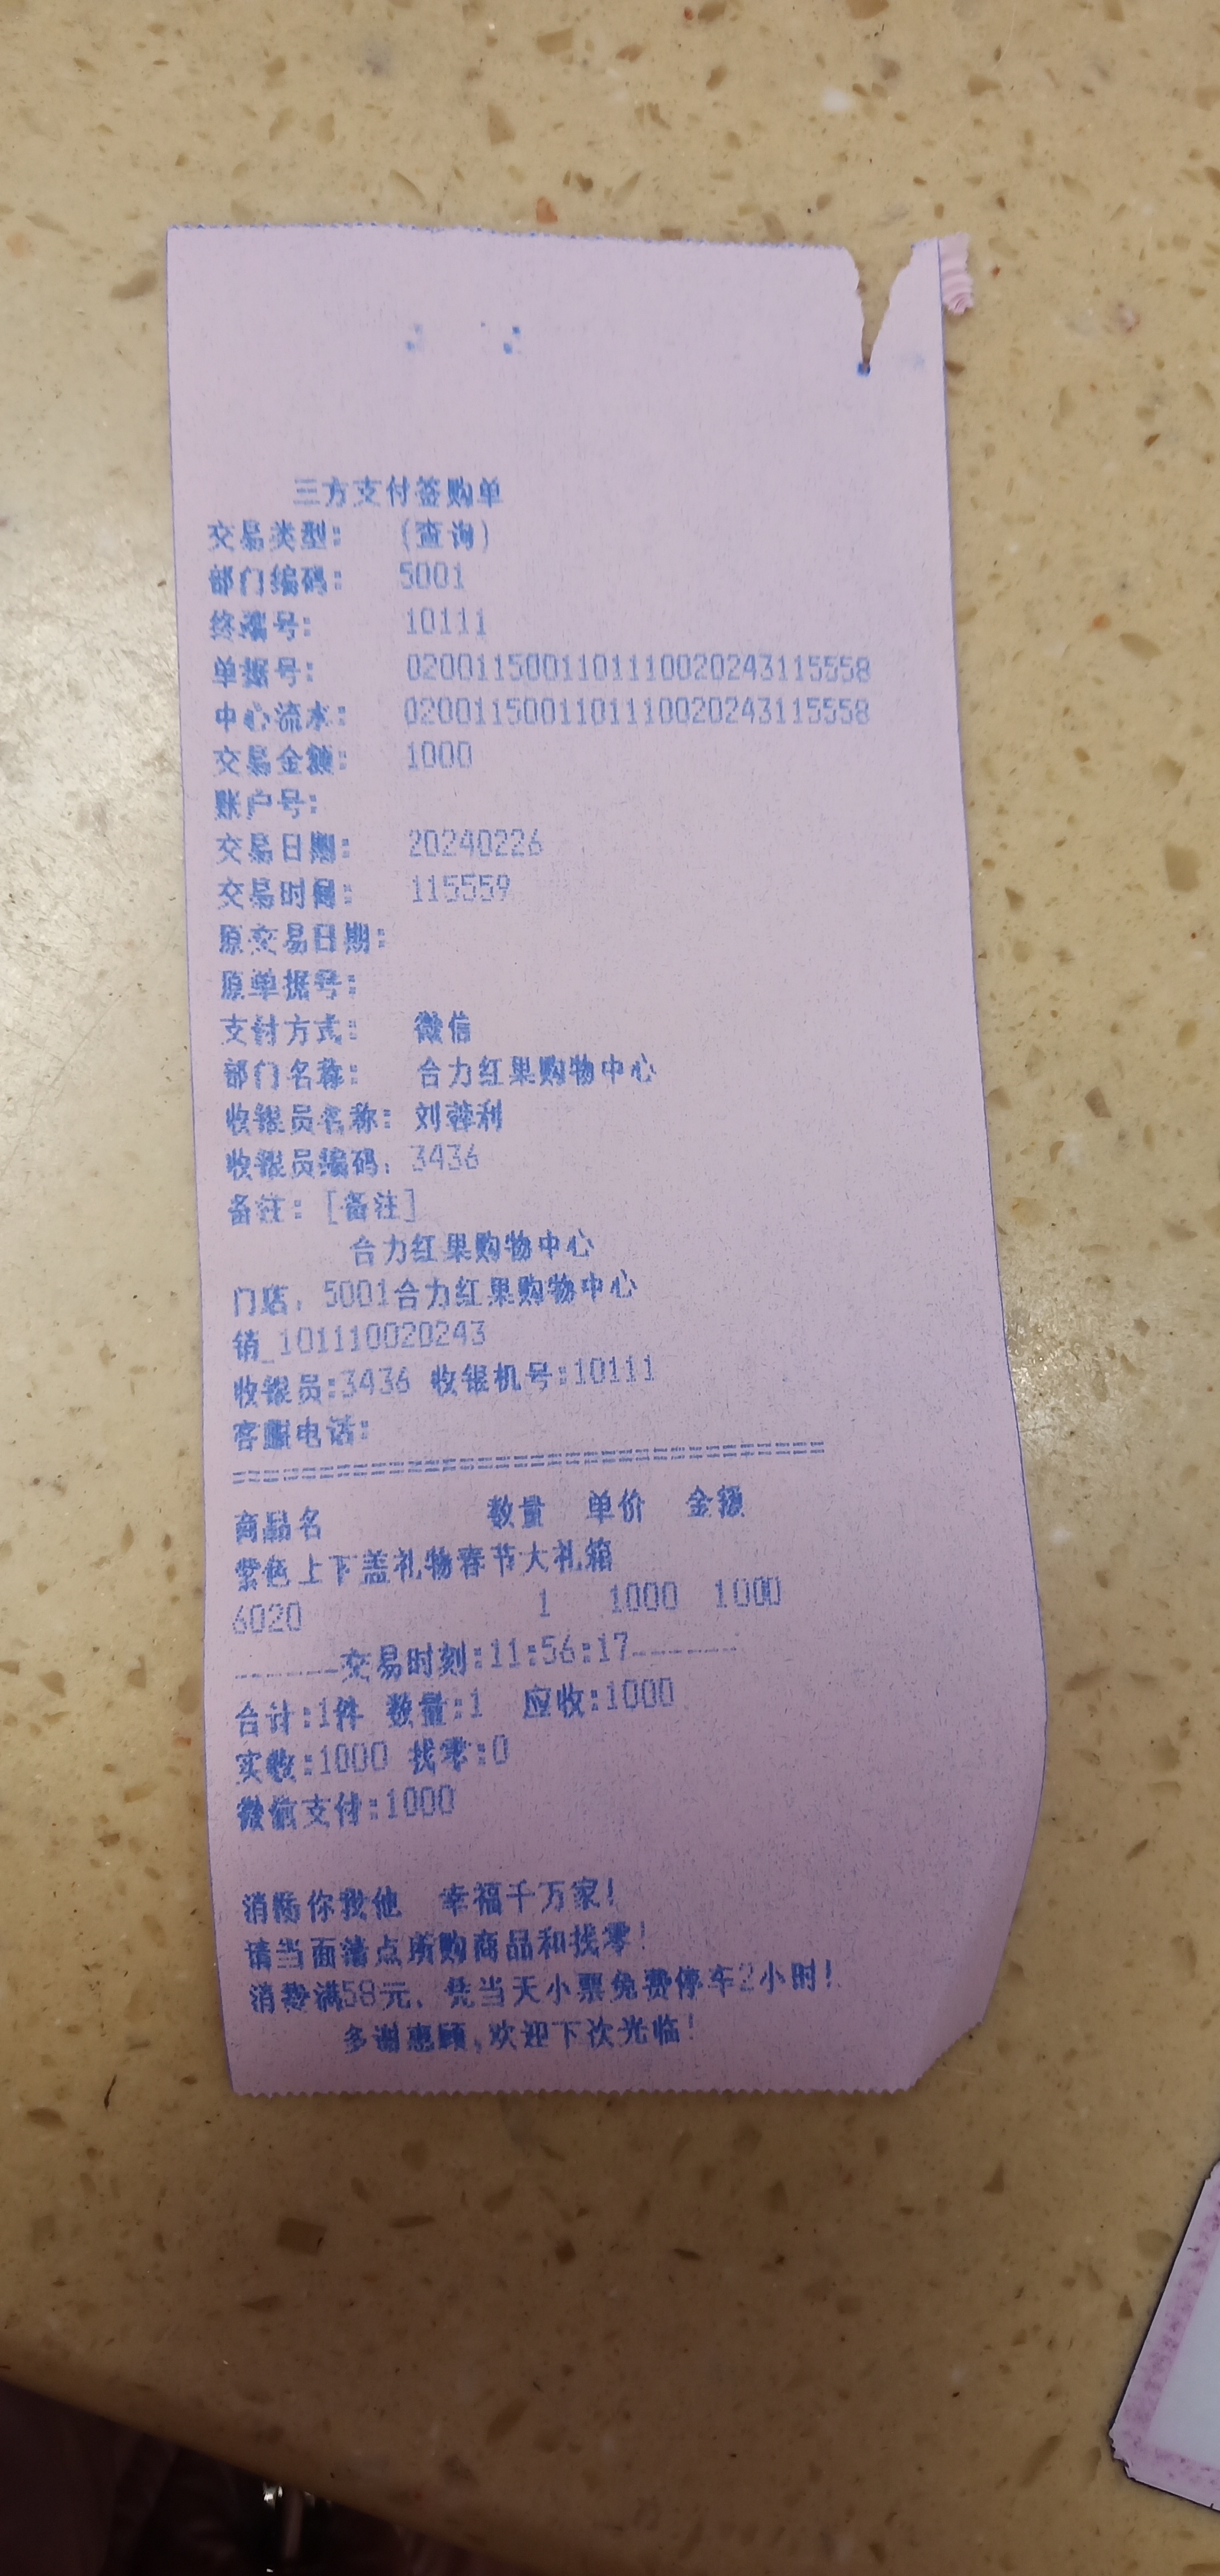 三方支付签购单
交易类型: (查询)
部门编码: 5001
终端号: 10111
单据号: 0200115001101110020243115558
中心流水: 0200115001101110020243115558
交易金额: 1000
账户号:
交易日期: 20240226
交易时间: 115559
原交易日期:
原单据号:
支付方式: 微信
部门名称: 合力红果购物中心
收银员名称: 刘蓉利
收银员编码: 3436
备注: [备注]
合力红果购物中心
门店: 5001合力红果购物中心
销_101110020243
收银员:3436 收银机号:10111
客服电话:
商品名 数量 单价 金额
紫色上下盖礼物春节大礼箱
6020 1 1000 1000
-------交易时刻:11:56:17-------
合计:1件 数量:1 应收:1000
实收:1000 找零:0
微信支付:1000
消防你我他 幸福千万家!
请当面清点所购商品和找零!
消费满58元、凭当天小票免费停车2小时!
多谢惠顾,欢迎下次光临!